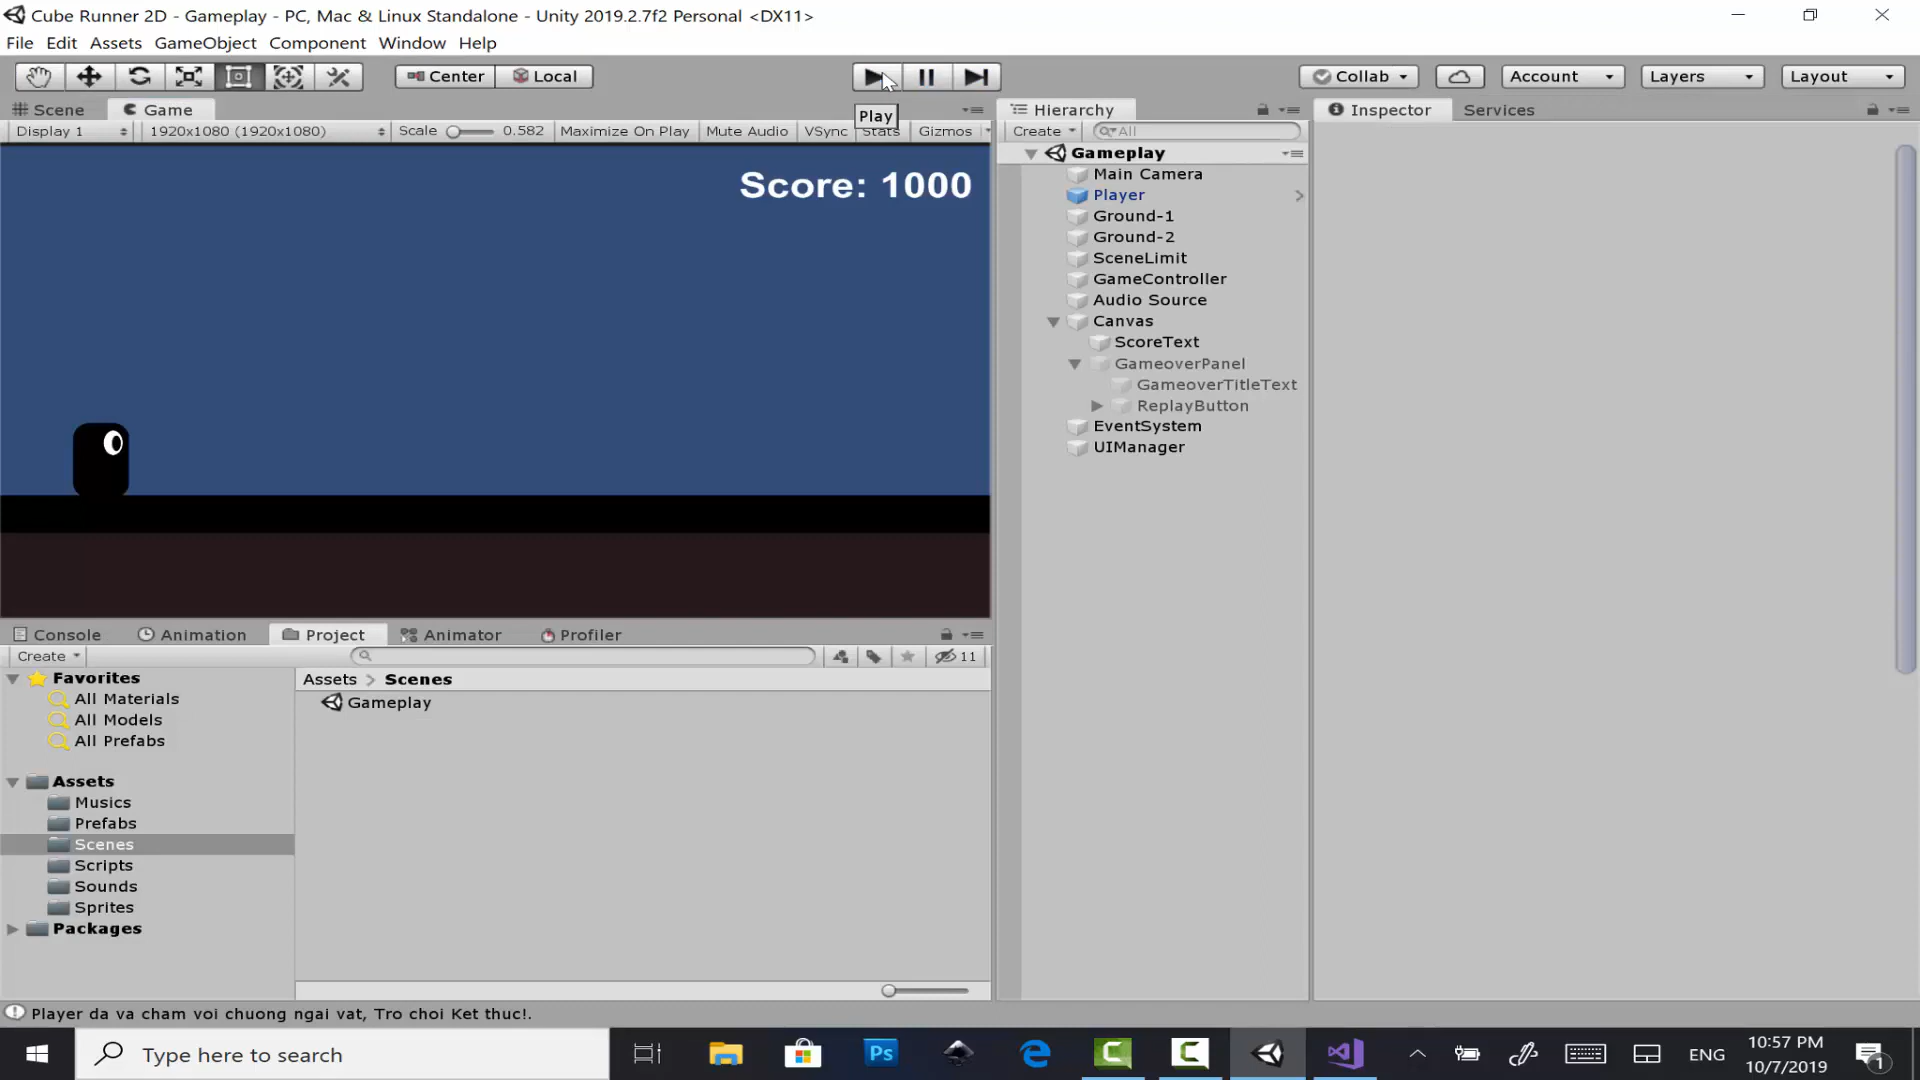 Cube Runner 2D - Gameplay - PC, Mac & Linux Standalone - Unity 2019.2.7f2 Personal <DX11>
File Edit Assets GameObject Component Window Help
Center Local Collab Account Layers Layout
Scene Game Hierarchy Inspector Services
Play
Display 1 1920x1080 (1920x1080) Scale 0.582 Maximize On Play Mute Audio VSync Stats Gizmos Create All
Score: 1000
Gameplay
Main Camera
Player
Ground-1
Ground-2
SceneLimit
GameController
Audio Source
Canvas
ScoreText
GameoverPanel
GameoverTitleText
ReplayButton
EventSystem
UIManager
Console Animation Project Animator Profiler
Create 11
Favorites
All Materials
All Models
All Prefabs
Assets
Musics
Prefabs
Scenes
Scripts
Sounds
Sprites
Packages
Assets > Scenes
Gameplay
Player da va cham voi chuong ngai vat, Tro choi Ket thuc!.
Type here to search
Ps
ENG
10:57 PM
10/7/2019
1